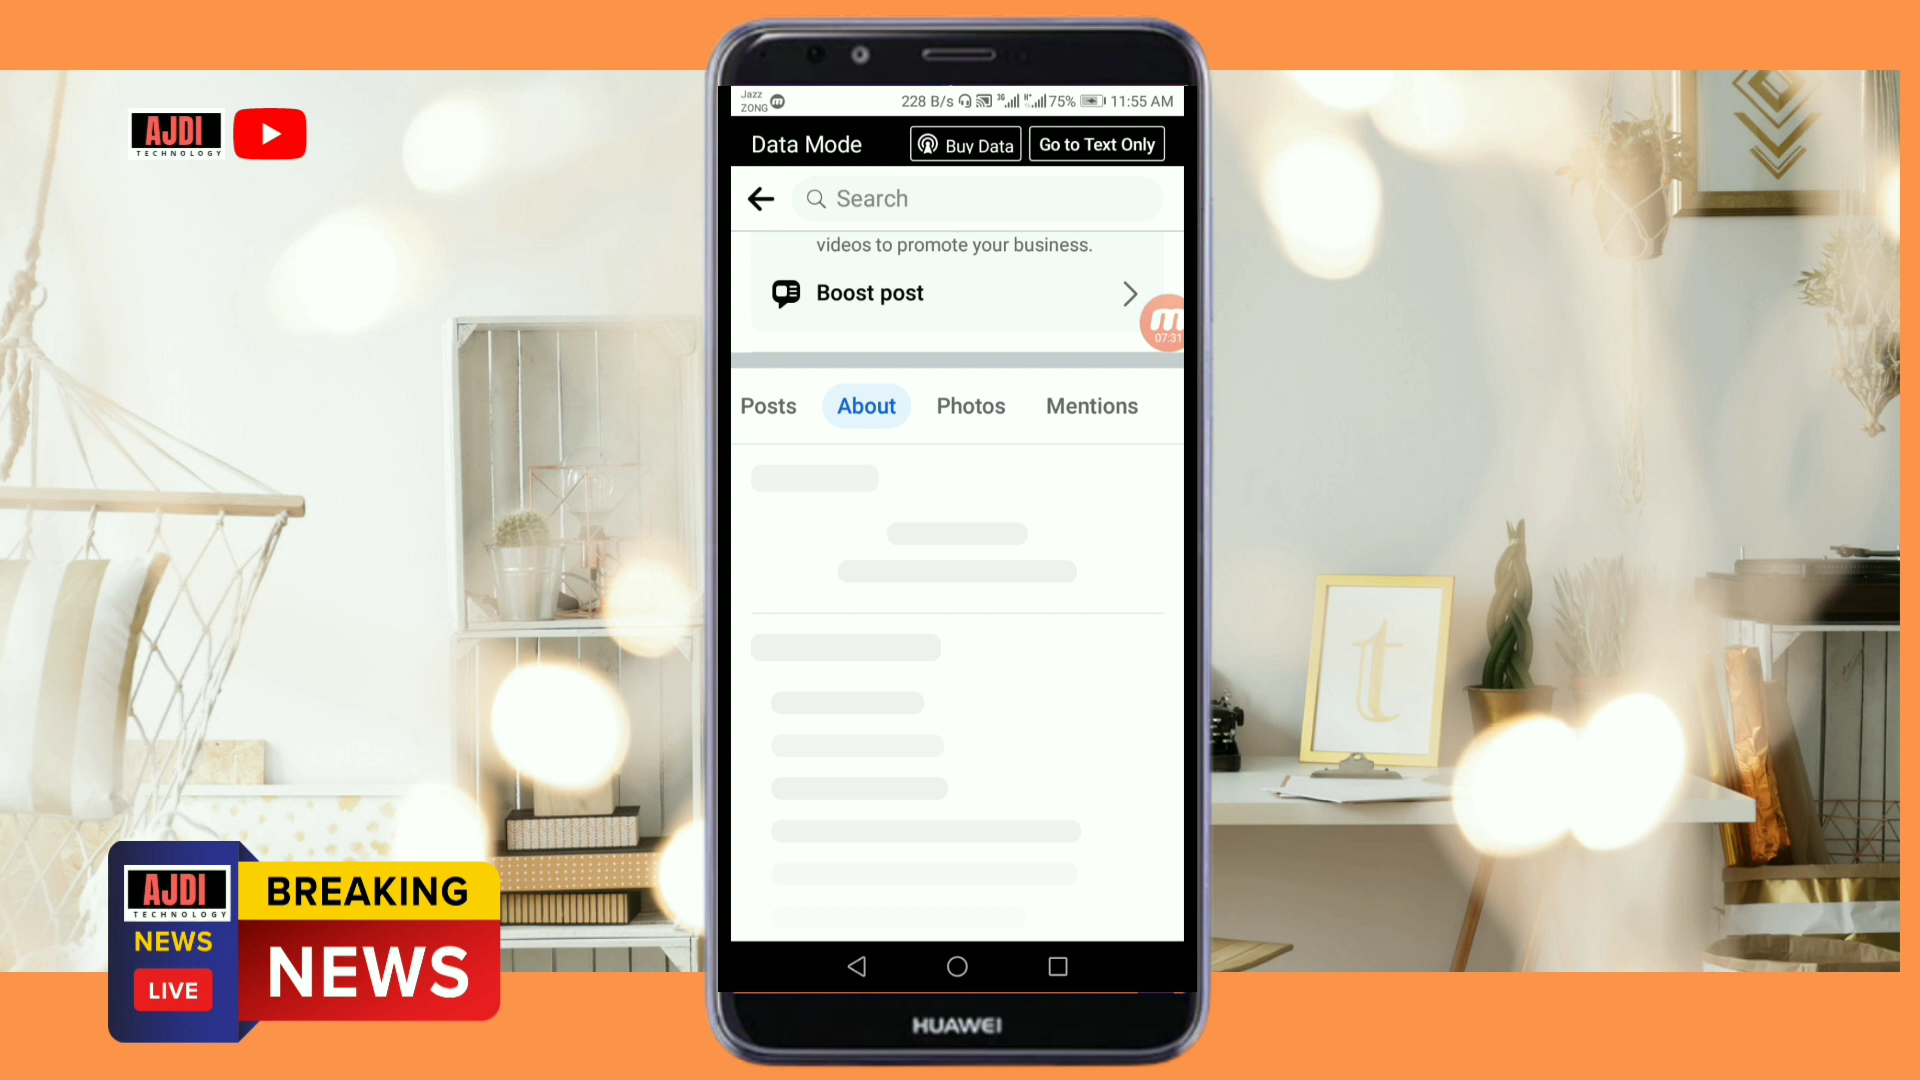 AJDI
TECHNOLOGY
Jazz
ZONG
228 B/s 3G H+ 75% 11:55 AM
Data Mode
Buy Data
Go to Text Only
Search
videos to promote your business.
Boost post
m
07:31
Posts
About
Photos
Mentions
t
AJDI
TECHNOLOGY
NEWS
LIVE
BREAKING
NEWS
HUAWEI